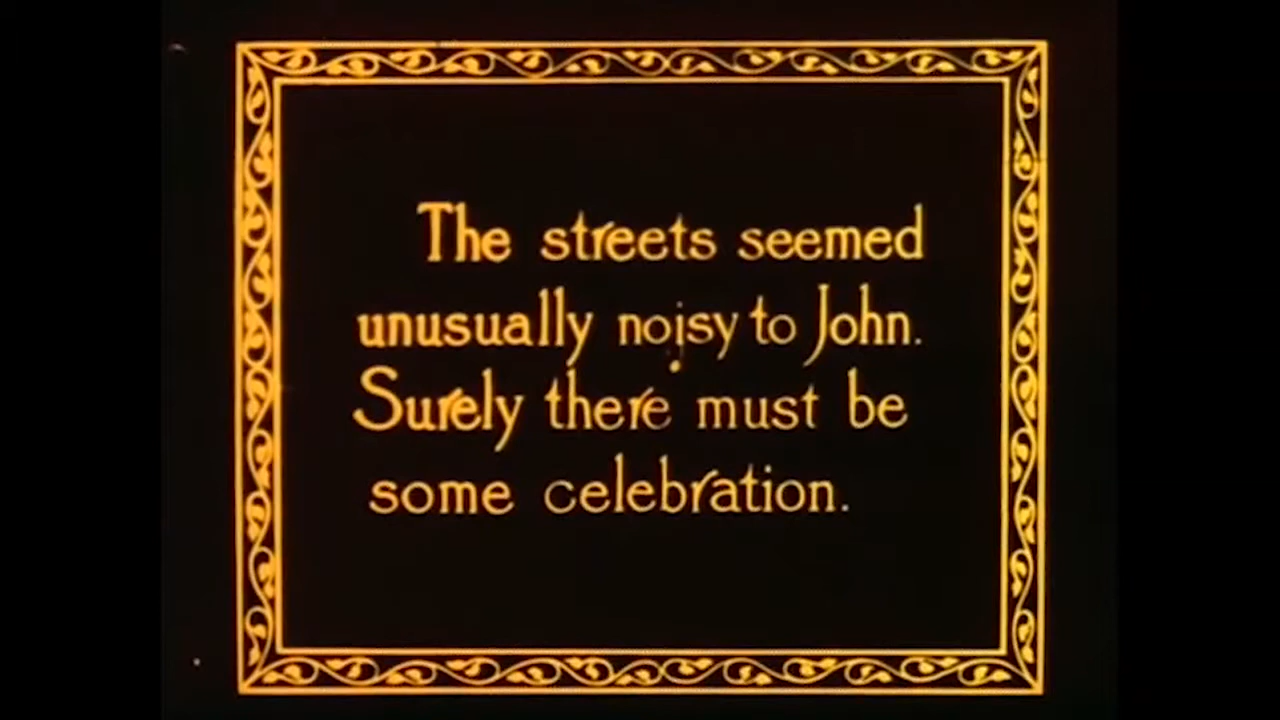 The streets seemed
unusually noisy to John.
Surely there must be
some celebration.